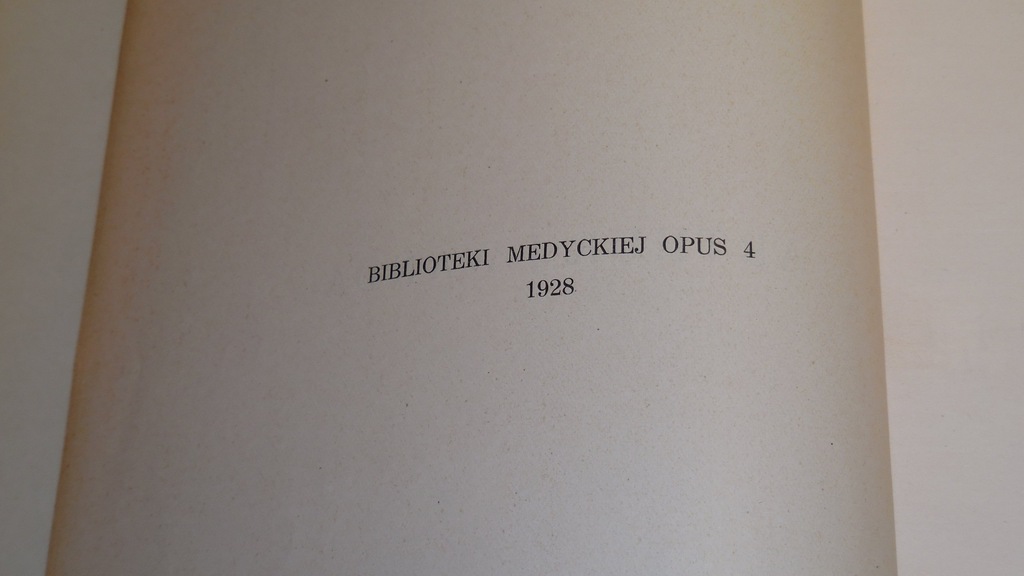 BIBLIOTEKI MEDYCKIEJ OPUS 4
1928